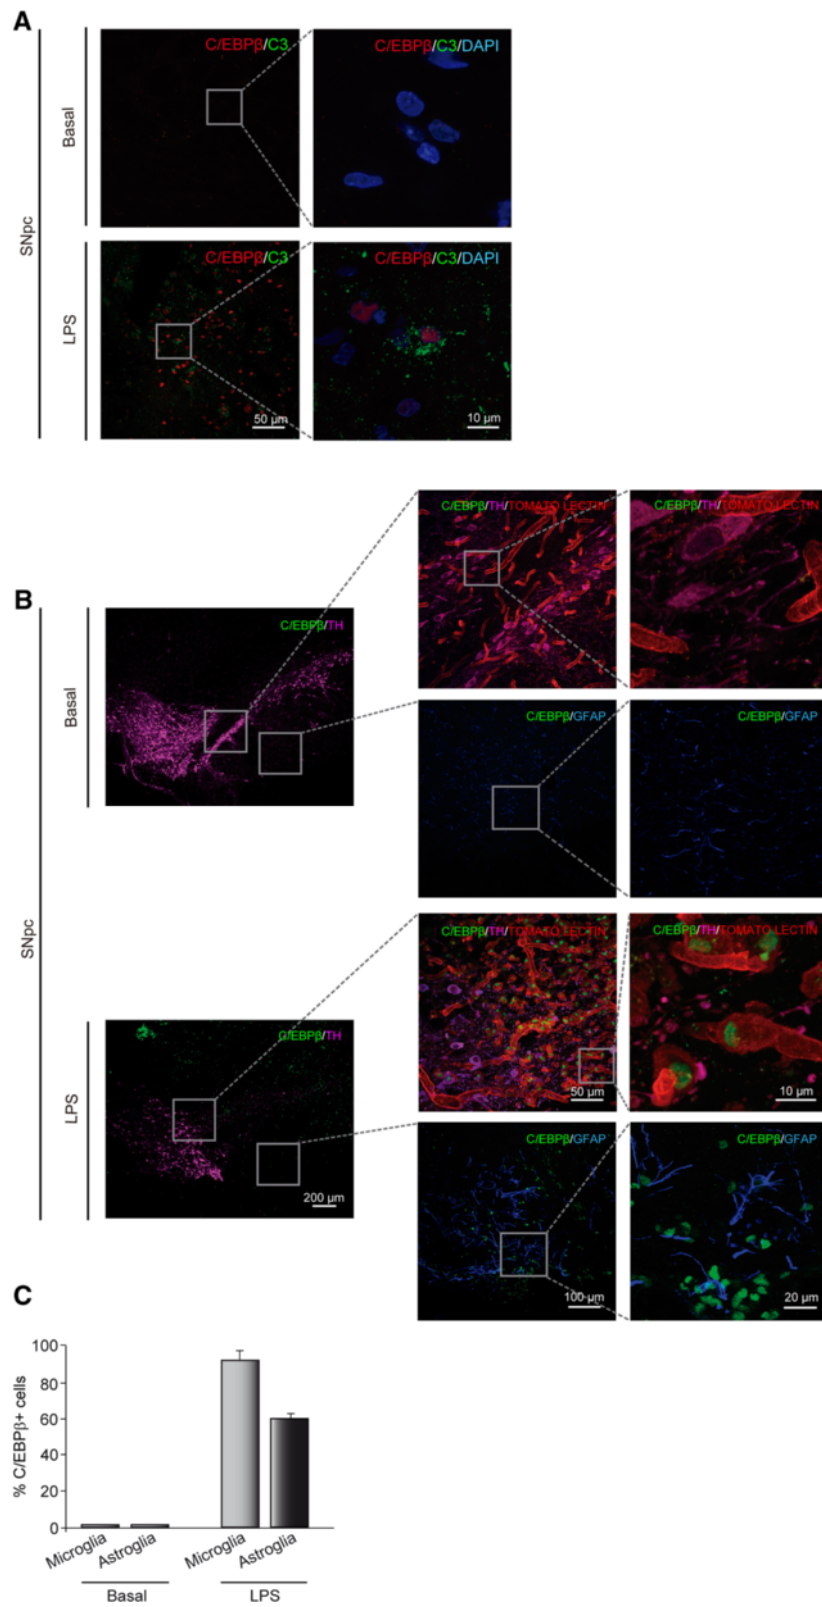 A
SNpc
Basal
C/EBPβ/C3
C/EBPβ/C3/DAPI
LPS
C/EBPβ/C3
C/EBPβ/C3/DAPI
50 µm
10 µm
B
SNpc
Basal
C/EBPβ/TH
C/EBPβ/TH/TOMATO LECTIN
C/EBPβ/TH/TOMATO LECTIN
C/EBPβ/GFAP
C/EBPβ/GFAP
LPS
C/EBPβ/TH
200 µm
C/EBPβ/TH/TOMATO LECTIN
50 µm
C/EBPβ/TH/TOMATO LECTIN
10 µm
C/EBPβ/GFAP
100 µm
C/EBPβ/GFAP
20 µm
C
% C/EBPβ+ cells
100
80
60
40
20
0
Microglia
Astroglia
Microglia
Astroglia
Basal
LPS